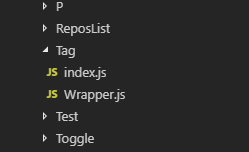 P
ReposList
Tag
JS index.js
JS Wrapper.js
Test
Toggle